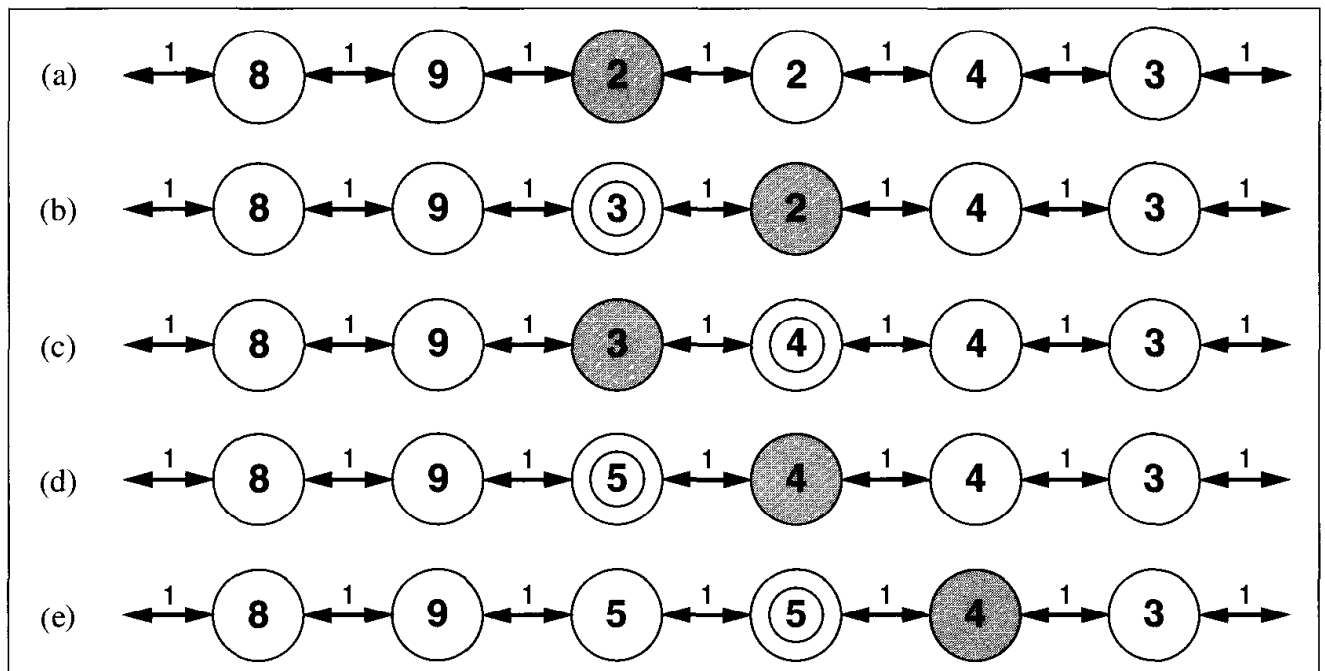 1 1 1 1 1 1 1
(a) 8 9 2 2 4 3
1 1 1 1 1 1 1
(b) 8 9 3 2 4 3
1 1 1 1 1 1 1
(c) 8 9 3 4 4 3
1 1 1 1 1 1 1
(d) 8 9 5 4 4 3
1 1 1 1 1 1 1
(e) 8 9 5 5 4 3